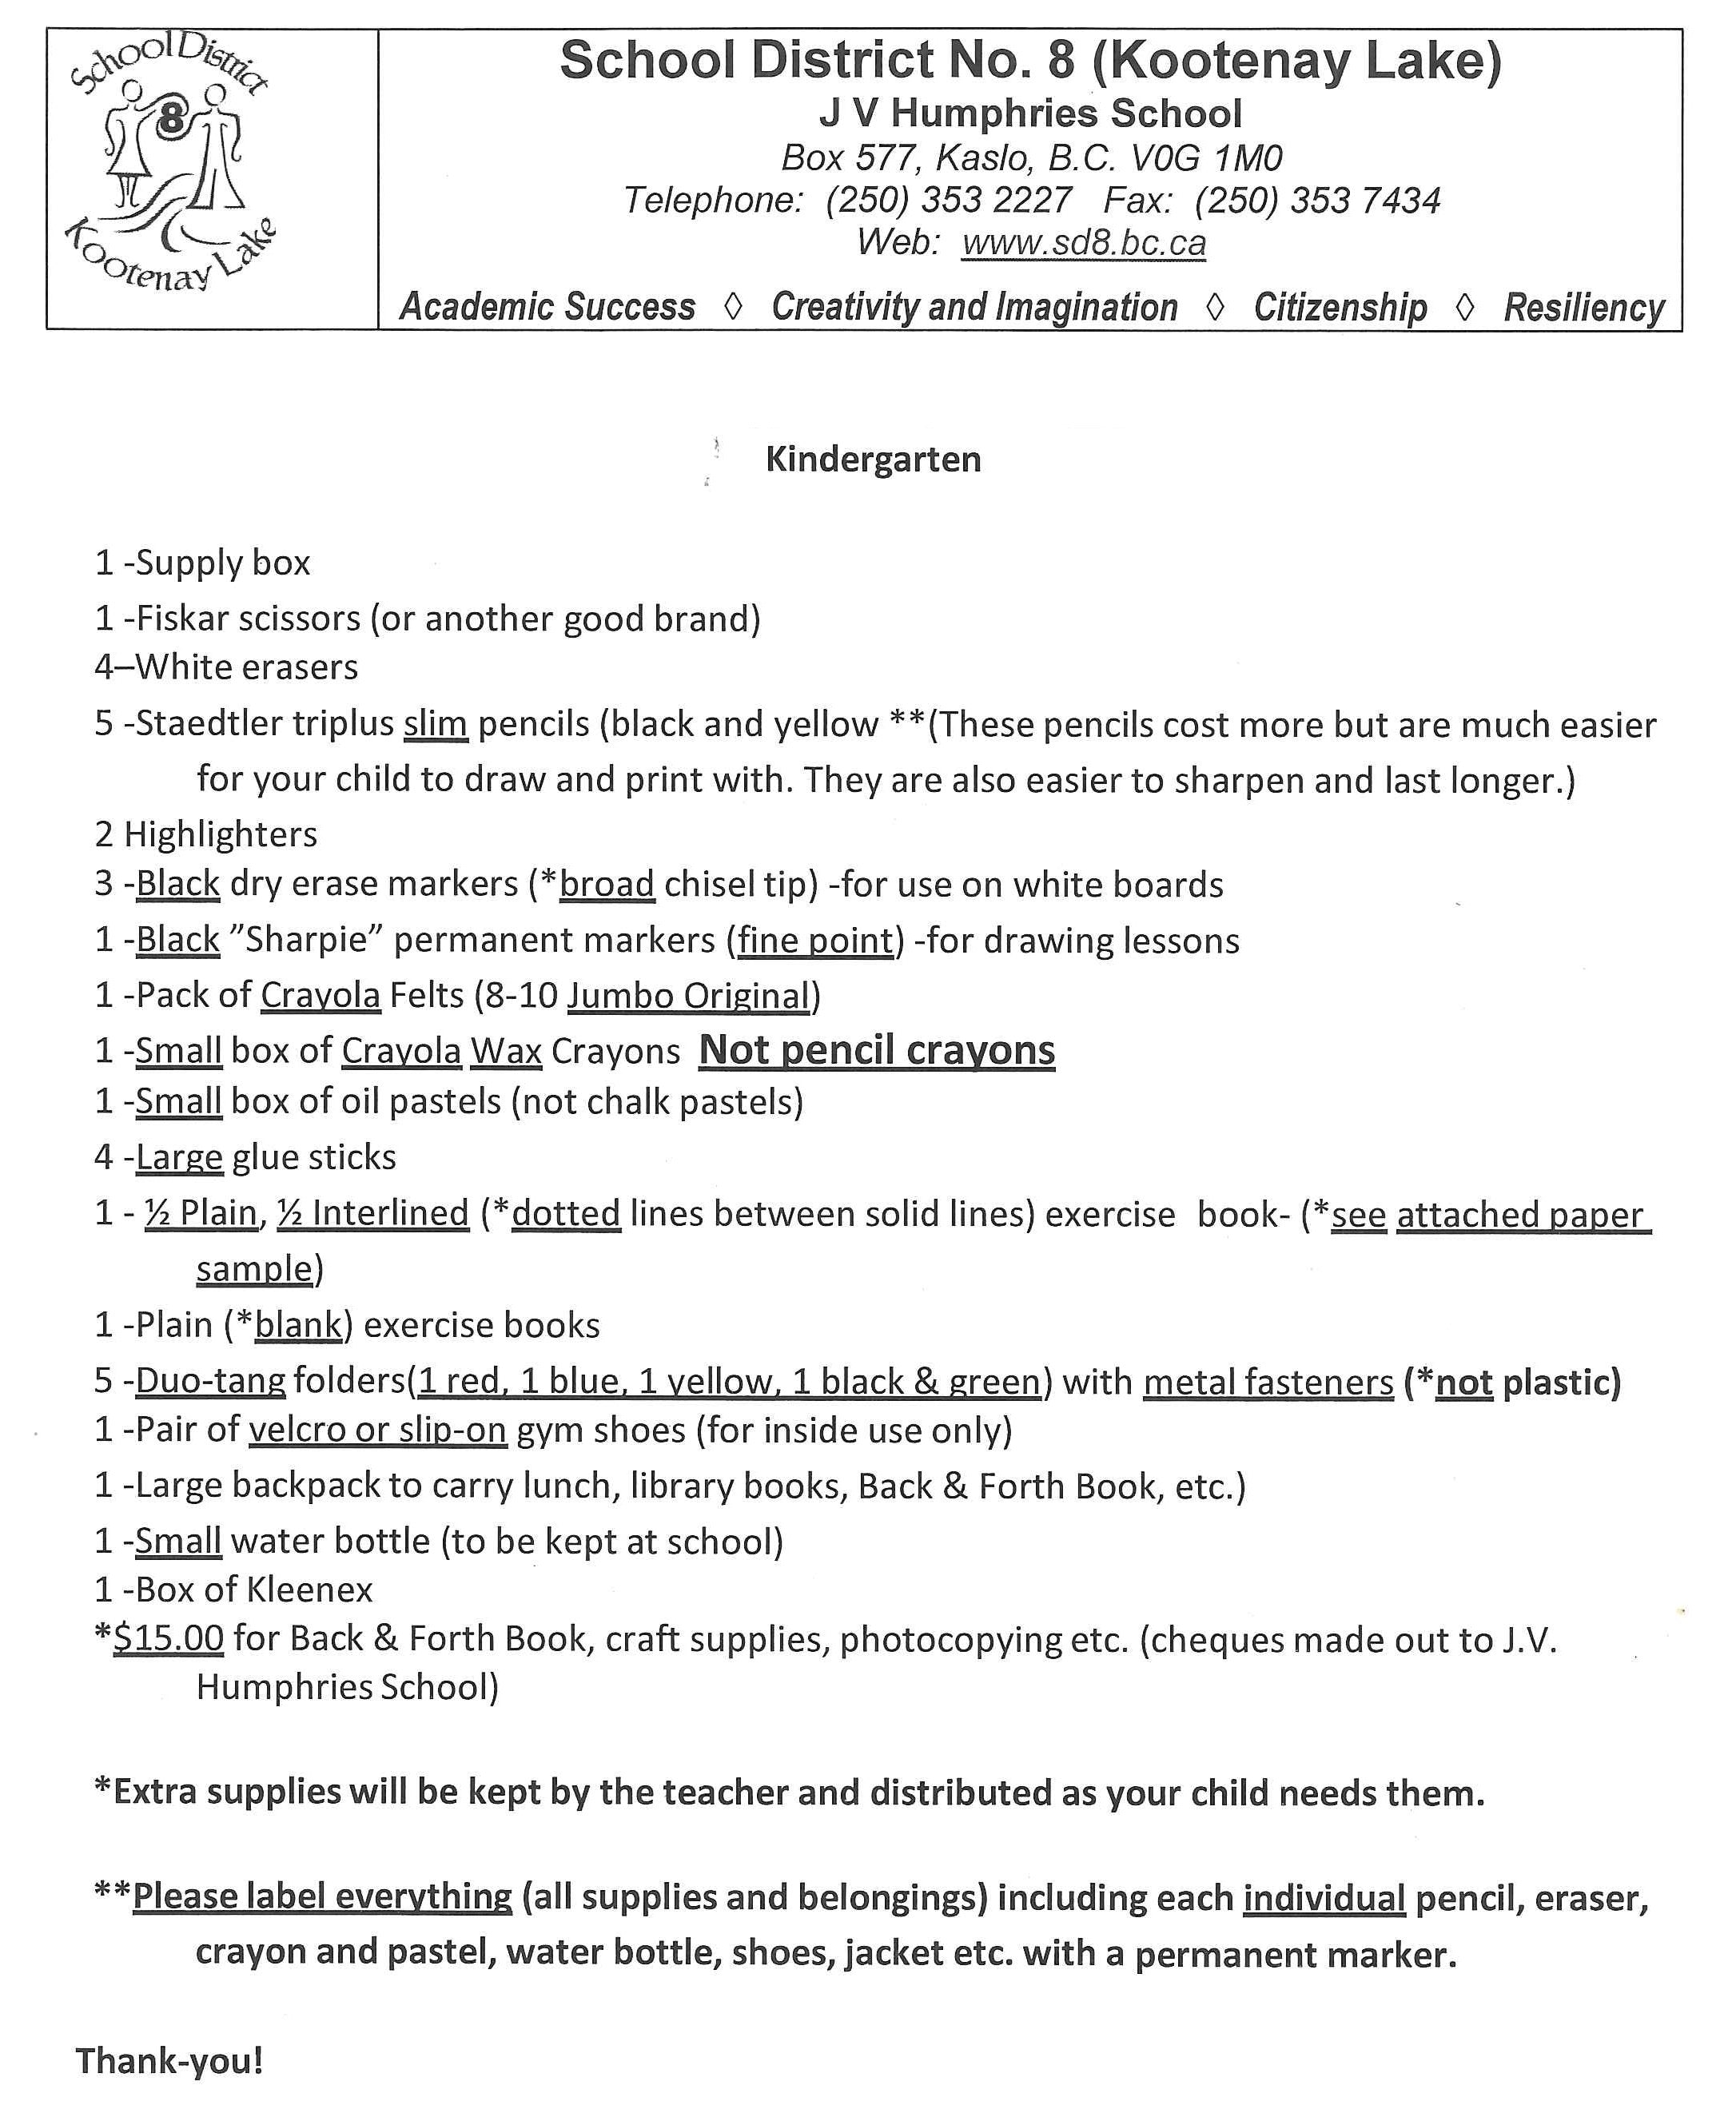 School District
8
Kootenay Lake
School District No. 8 (Kootenay Lake)
J V Humphries School
Box 577, Kaslo, B.C. V0G 1M0
Telephone: (250) 353 2227 Fax: (250) 353 7434
Web: www.sd8.bc.ca
Academic Success ◊ Creativity and Imagination ◊ Citizenship ◊ Resiliency
Kindergarten
1 -Supply box
1 -Fiskar scissors (or another good brand)
4–White erasers
5 -Staedtler triplus slim pencils (black and yellow **(These pencils cost more but are much easier
for your child to draw and print with. They are also easier to sharpen and last longer.)
2 Highlighters
3 -Black dry erase markers (*broad chisel tip) -for use on white boards
1 -Black ”Sharpie” permanent markers (fine point) -for drawing lessons
1 -Pack of Crayola Felts (8-10 Jumbo Original)
1 -Small box of Crayola Wax Crayons Not pencil crayons
1 -Small box of oil pastels (not chalk pastels)
4 -Large glue sticks
1 - ½ Plain, ½ Interlined (*dotted lines between solid lines) exercise book- (*see attached paper
sample)
1 -Plain (*blank) exercise books
5 -Duo-tang folders(1 red, 1 blue, 1 yellow, 1 black & green) with metal fasteners (*not plastic)
1 -Pair of velcro or slip-on gym shoes (for inside use only)
1 -Large backpack to carry lunch, library books, Back & Forth Book, etc.)
1 -Small water bottle (to be kept at school)
1 -Box of Kleenex
*$15.00 for Back & Forth Book, craft supplies, photocopying etc. (cheques made out to J.V.
Humphries School)
*Extra supplies will be kept by the teacher and distributed as your child needs them.
**Please label everything (all supplies and belongings) including each individual pencil, eraser,
crayon and pastel, water bottle, shoes, jacket etc. with a permanent marker.
Thank-you!